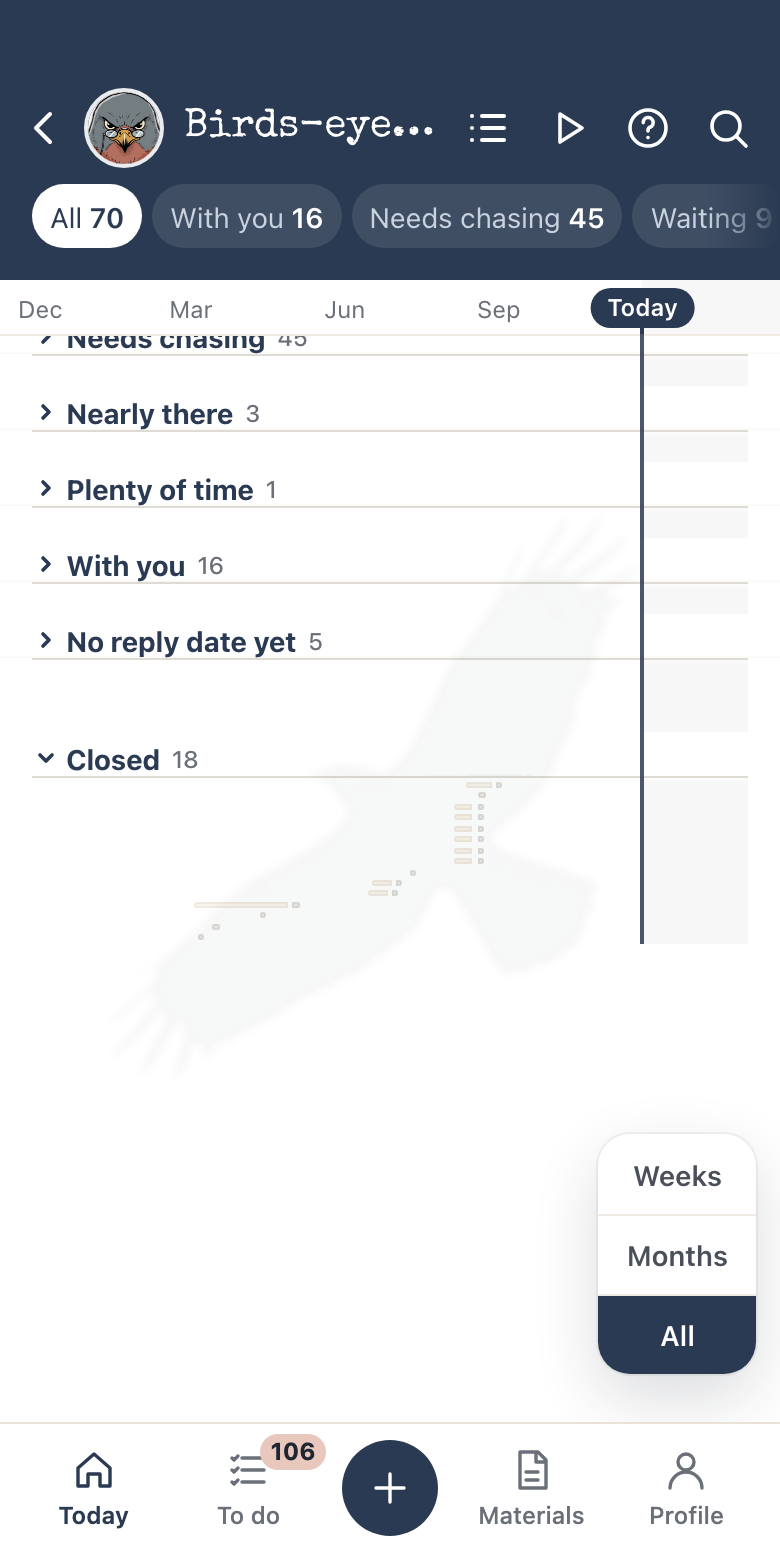 Birds-eye...
All 70
With you 16
Needs chasing 45
Waiting 9
Dec
Mar
Jun
Sep
Today
Needs chasing 45
Nearly there 3
Plenty of time 1
With you 16
No reply date yet 5
Closed 18
Weeks
Months
All
106
Today
To do
Materials
Profile